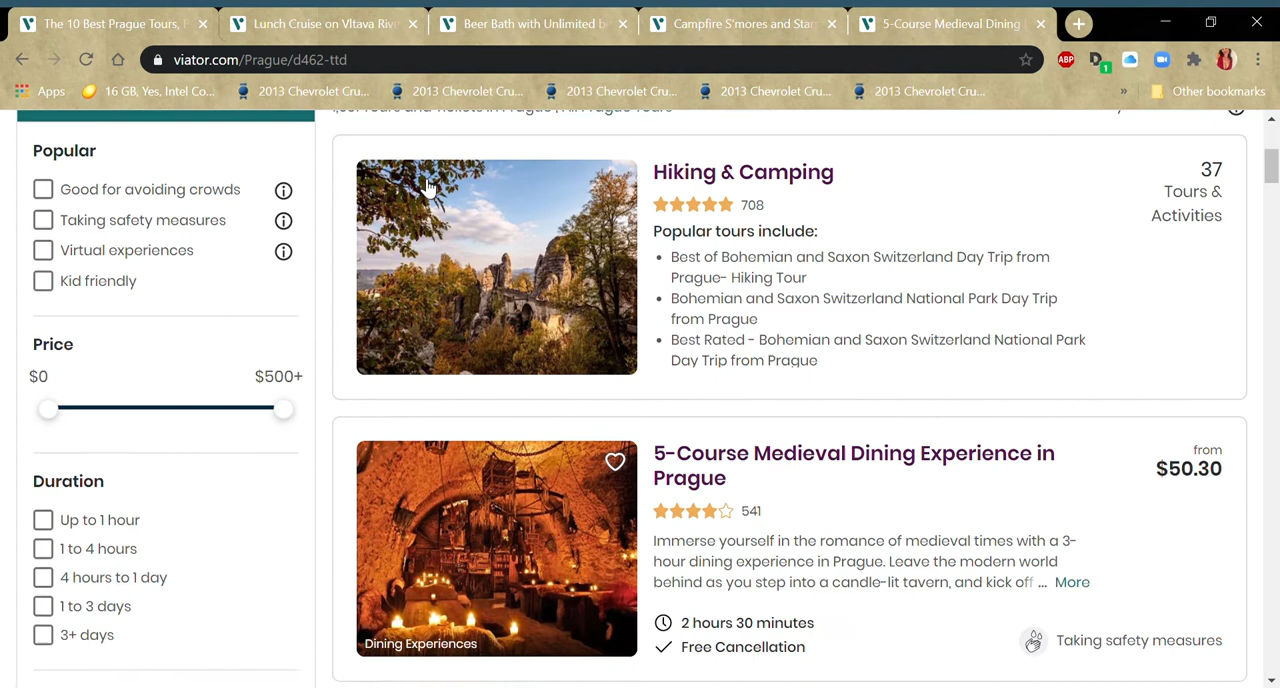 The 10 Best Prague Tours,
Lunch Cruise on Vltava Riv
Beer Bath with Unlimited b
Campfire S'mores and Star
5-Course Medieval Dining
viator.com/Prague/d462-ttd
ABP
1
Apps
16 GB, Yes, Intel Co...
2013 Chevrolet Cru...
2013 Chevrolet Cru...
2013 Chevrolet Cru...
2013 Chevrolet Cru...
2013 Chevrolet Cru...
Other bookmarks
Popular
Good for avoiding crowds
Taking safety measures
Virtual experiences
Kid friendly
Price
$0 $500+
Duration
Up to 1 hour
1 to 4 hours
4 hours to 1 day
1 to 3 days
3+ days
Hiking & Camping
708
Popular tours include:
Best of Bohemian and Saxon Switzerland Day Trip from
Prague- Hiking Tour
Bohemian and Saxon Switzerland National Park Day Trip
from Prague
Best Rated - Bohemian and Saxon Switzerland National Park
Day Trip from Prague
37
Tours &
Activities
Dining Experiences
5-Course Medieval Dining Experience in
Prague
541
Immerse yourself in the romance of medieval times with a 3-
hour dining experience in Prague. Leave the modern world
behind as you step into a candle-lit tavern, and kick off ... More
2 hours 30 minutes
Free Cancellation
from
$50.30
Taking safety measures